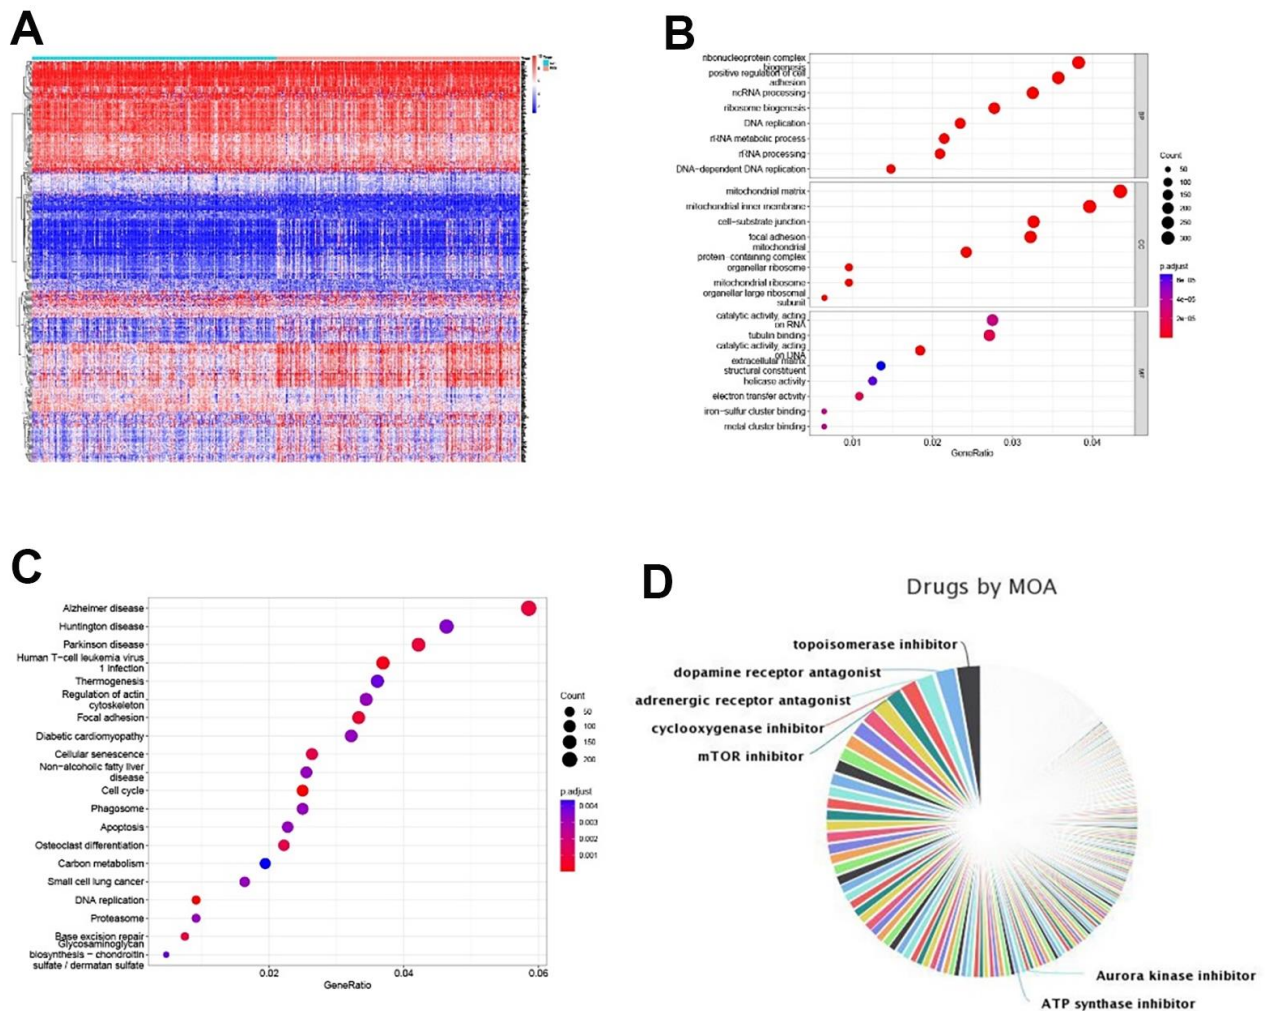 A
B
ribonucleoprotein complex
biogenesis
positive regulation of cell
adhesion
ncRNA processing
ribosome biogenesis
DNA replication
rRNA metabolic process
rRNA processing
DNA-dependent DNA replication
BP
mitochondrial matrix
mitochondrial inner membrane
cell-substrate junction
focal adhesion
mitochondrial
protein-containing complex
organellar ribosome
mitochondrial ribosome
organellar large ribosomal
subunit
CC
catalytic activity, acting
on RNA
tubulin binding
catalytic activity, acting
on DNA
extracellular matrix
structural constituent
helicase activity
electron transfer activity
iron-sulfur cluster binding
metal cluster binding
MF
0.01
0.02
0.03
0.04
GeneRatio
Count
50
100
150
200
250
300
p.adjust
6e-05
4e-05
2e-05
C
Alzheimer disease
Huntington disease
Parkinson disease
Human T-cell leukemia virus
1 infection
Thermogenesis
Regulation of actin
cytoskeleton
Focal adhesion
Diabetic cardiomyopathy
Cellular senescence
Non-alcoholic fatty liver
disease
Cell cycle
Phagosome
Apoptosis
Osteoclast differentiation
Carbon metabolism
Small cell lung cancer
DNA replication
Proteasome
Base excision repair
Glycosaminoglycan
biosynthesis - chondroitin
sulfate / dermatan sulfate
0.02
0.04
0.06
GeneRatio
Count
50
100
150
200
p.adjust
0.004
0.003
0.002
0.001
D
Drugs by MOA
topoisomerase inhibitor
dopamine receptor antagonist
adrenergic receptor antagonist
cyclooxygenase inhibitor
mTOR inhibitor
Aurora kinase inhibitor
ATP synthase inhibitor